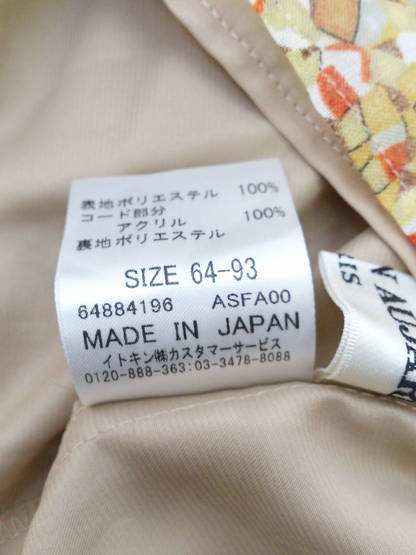 表地ポリエステル 100%
コード部分
アクリル 100%
裏地ポリエステル
SIZE 64-93
64884196 ASFA00
MADE IN JAPAN
イトキン㈱カスタマーサービス
0120-888-363:03-3478-8088